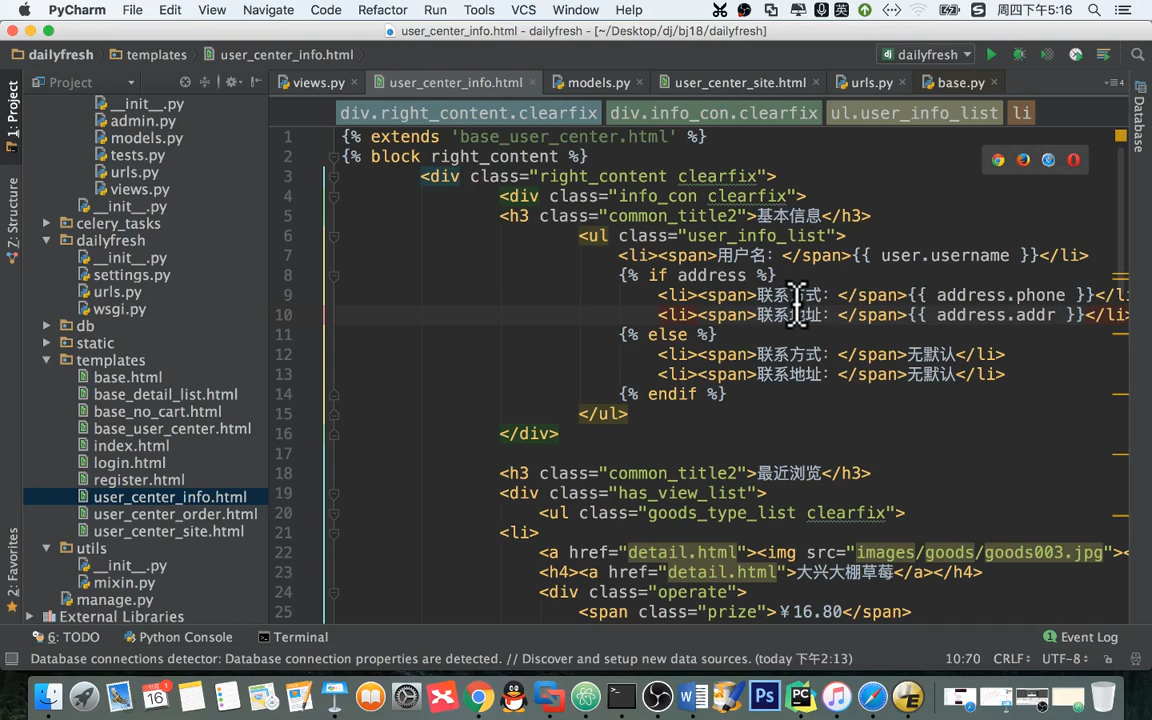 PyCharm File Edit View Navigate Code Refactor Run Tools VCS Window Help 英 周四下午5:16
user_center_info.html - dailyfresh - [~/Desktop/dj/bj18/dailyfresh]
dailyfresh templates user_center_info.html dj dailyfresh
Project views.py user_center_info.html models.py user_center_site.html urls.py base.py
1: Project
7: Structure
2: Favorites
Database
__init__.py
admin.py
models.py
tests.py
urls.py
views.py
__init__.py
celery_tasks
dailyfresh
__init__.py
settings.py
urls.py
wsgi.py
db
static
templates
base.html
base_detail_list.html
base_no_cart.html
base_user_center.html
index.html
login.html
register.html
user_center_info.html
user_center_order.html
user_center_site.html
utils
__init__.py
mixin.py
manage.py
External Libraries
div.right_content.clearfix div.info_con.clearfix ul.user_info_list li
1 {% extends 'base_user_center.html' %}
2 {% block right_content %}
3 <div class="right_content clearfix">
4 <div class="info_con clearfix">
5 <h3 class="common_title2">基本信息</h3>
6 <ul class="user_info_list">
7 <li><span>用户名: </span>{{ user.username }}</li>
8 {% if address %}
9 <li><span>联系方式: </span>{{ address.phone }}</li
10 <li><span>联系地址: </span>{{ address.addr }}</li>
11 {% else %}
12 <li><span>联系方式: </span>无默认</li>
13 <li><span>联系地址: </span>无默认</li>
14 {% endif %}
15 </ul>
16 </div>
17
18 <h3 class="common_title2">最近浏览</h3>
19 <div class="has_view_list">
20 <ul class="goods_type_list clearfix">
21 <li>
22 <a href="detail.html"><img src="images/goods/goods003.jpg"><
23 <h4><a href="detail.html">大兴大棚草莓</a></h4>
24 <div class="operate">
25 <span class="prize">￥16.80</span>
6: TODO Python Console Terminal 1 Event Log
Database connections detector: Database connection properties are detected. // Discover and setup new data sources. (today 下午2:13) 10:70 CRLF UTF-8